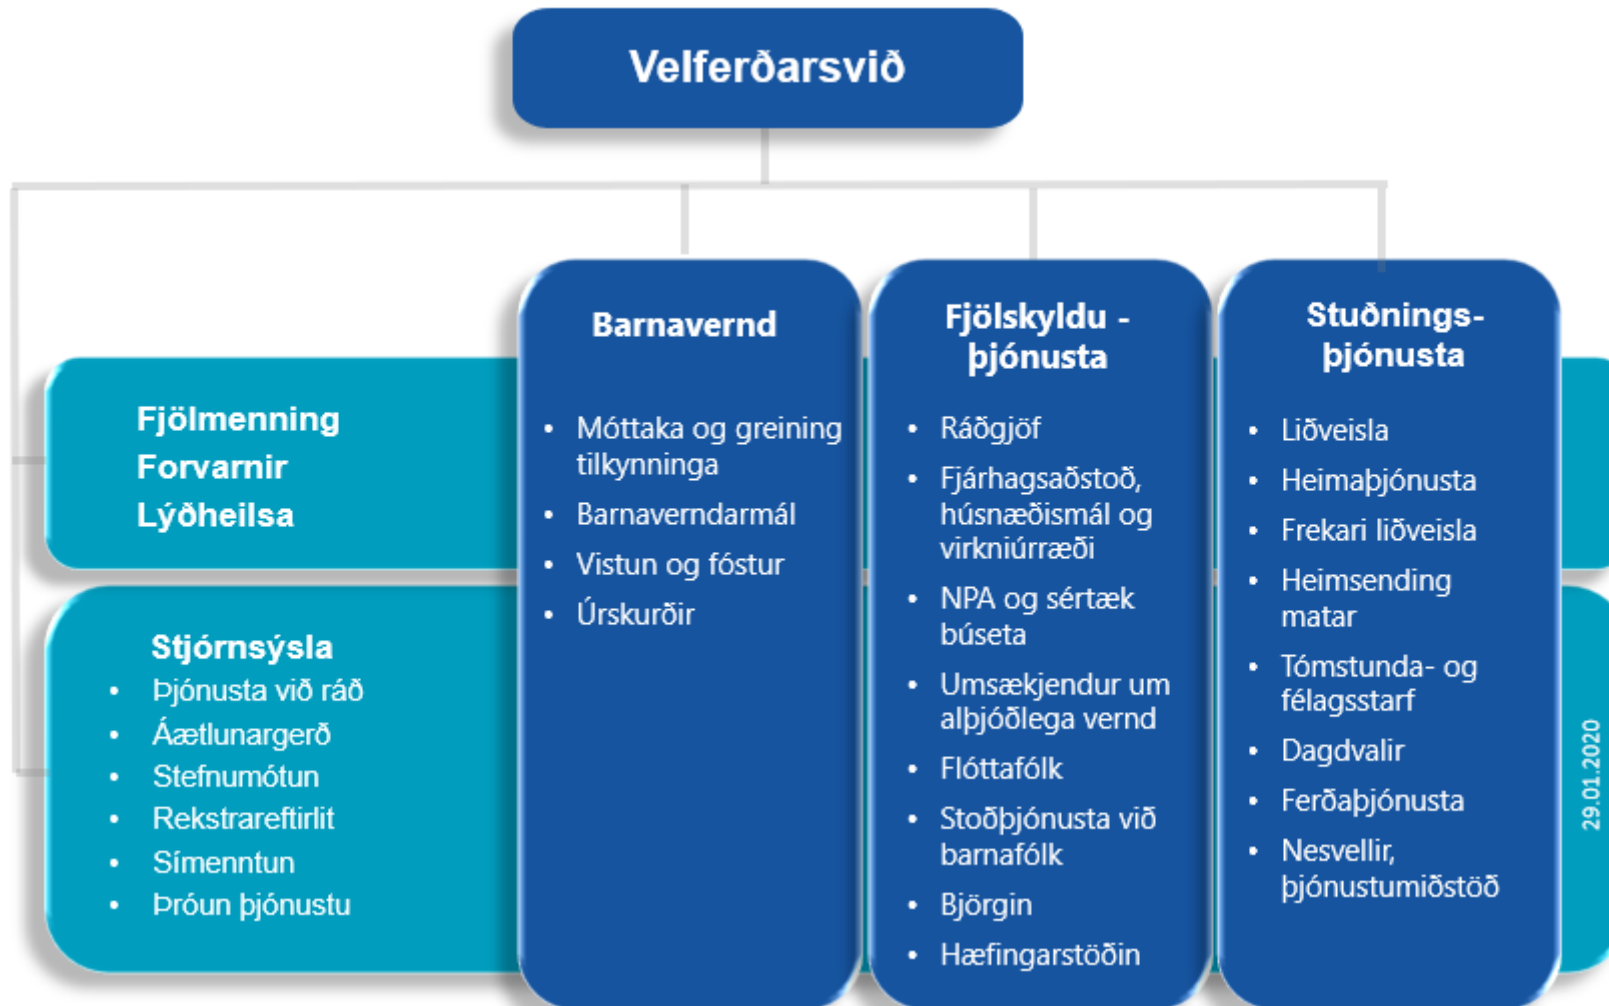 Velferðarsvið
Fjölmenning
Forvarnir
Lýðheilsa
Stjórnsýsla
• Þjónusta við ráð
• Áætlunargerð
• Stefnumótun
• Rekstrareftirlit
• Símenntun
• Þróun þjónustu
Barnavernd
• Móttaka og greining
tilkynninga
• Barnaverndarmál
• Vistun og fóstur
• Úrskurðir
Fjölskyldu -
þjónusta
• Ráðgjöf
• Fjárhagsaðstoð,
húsnæðismál og
virkniúrræði
• NPA og sértæk
búseta
• Umsækjendur um
alþjóðlega vernd
• Flóttafólk
• Stoðþjónusta við
barnafólk
• Björgin
• Hæfingarstöðin
Stuðnings-
þjónusta
• Liðveisla
• Heimaþjónusta
• Frekari liðveisla
• Heimsending
matar
• Tómstunda- og
félagsstarf
• Dagdvalir
• Ferðaþjónusta
• Nesvellir,
þjónustumiðstöð
29.01.2020